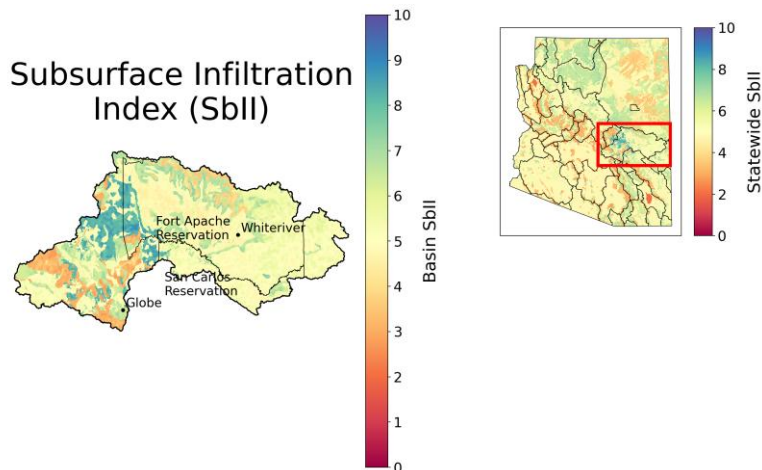 Subsurface Infiltration
Index (SbII)
Fort Apache
Reservation
Whiteriver
San Carlos
Reservation
Globe
10
9
8
7
6
5
4
3
2
1
0
Basin SbII
10
8
6
4
2
0
Statewide SbII